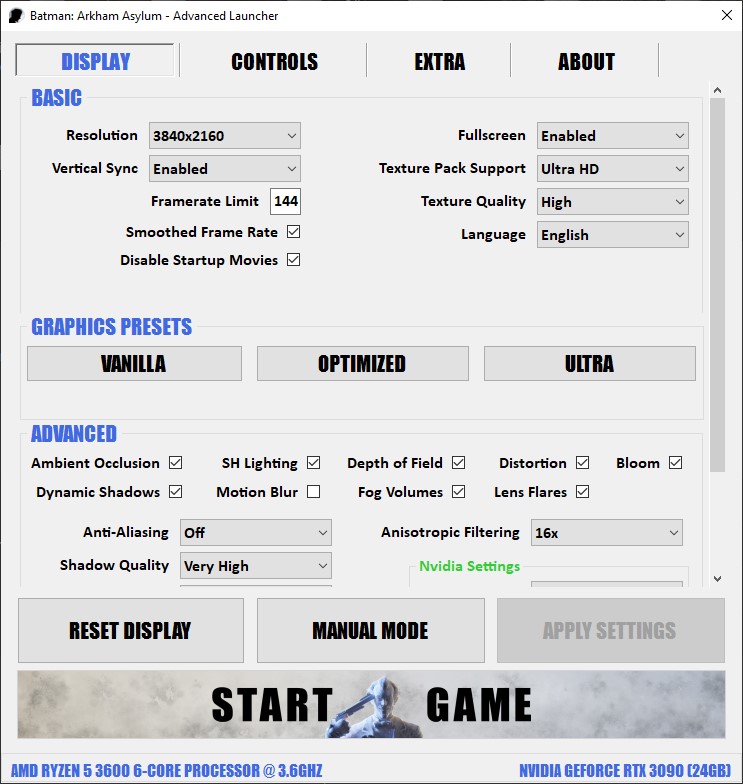 Batman: Arkham Asylum - Advanced Launcher
DISPLAY CONTROLS EXTRA ABOUT
BASIC
Resolution 3840x2160 Fullscreen Enabled
Vertical Sync Enabled Texture Pack Support Ultra HD
Framerate Limit 144 Texture Quality High
Smoothed Frame Rate Language English
Disable Startup Movies
GRAPHICS PRESETS
VANILLA OPTIMIZED ULTRA
ADVANCED
Ambient Occlusion SH Lighting Depth of Field Distortion Bloom
Dynamic Shadows Motion Blur Fog Volumes Lens Flares
Anti-Aliasing Off Anisotropic Filtering 16x
Shadow Quality Very High Nvidia Settings
RESET DISPLAY MANUAL MODE APPLY SETTINGS
START GAME
AMD RYZEN 5 3600 6-CORE PROCESSOR @ 3.6GHZ NVIDIA GEFORCE RTX 3090 (24GB)